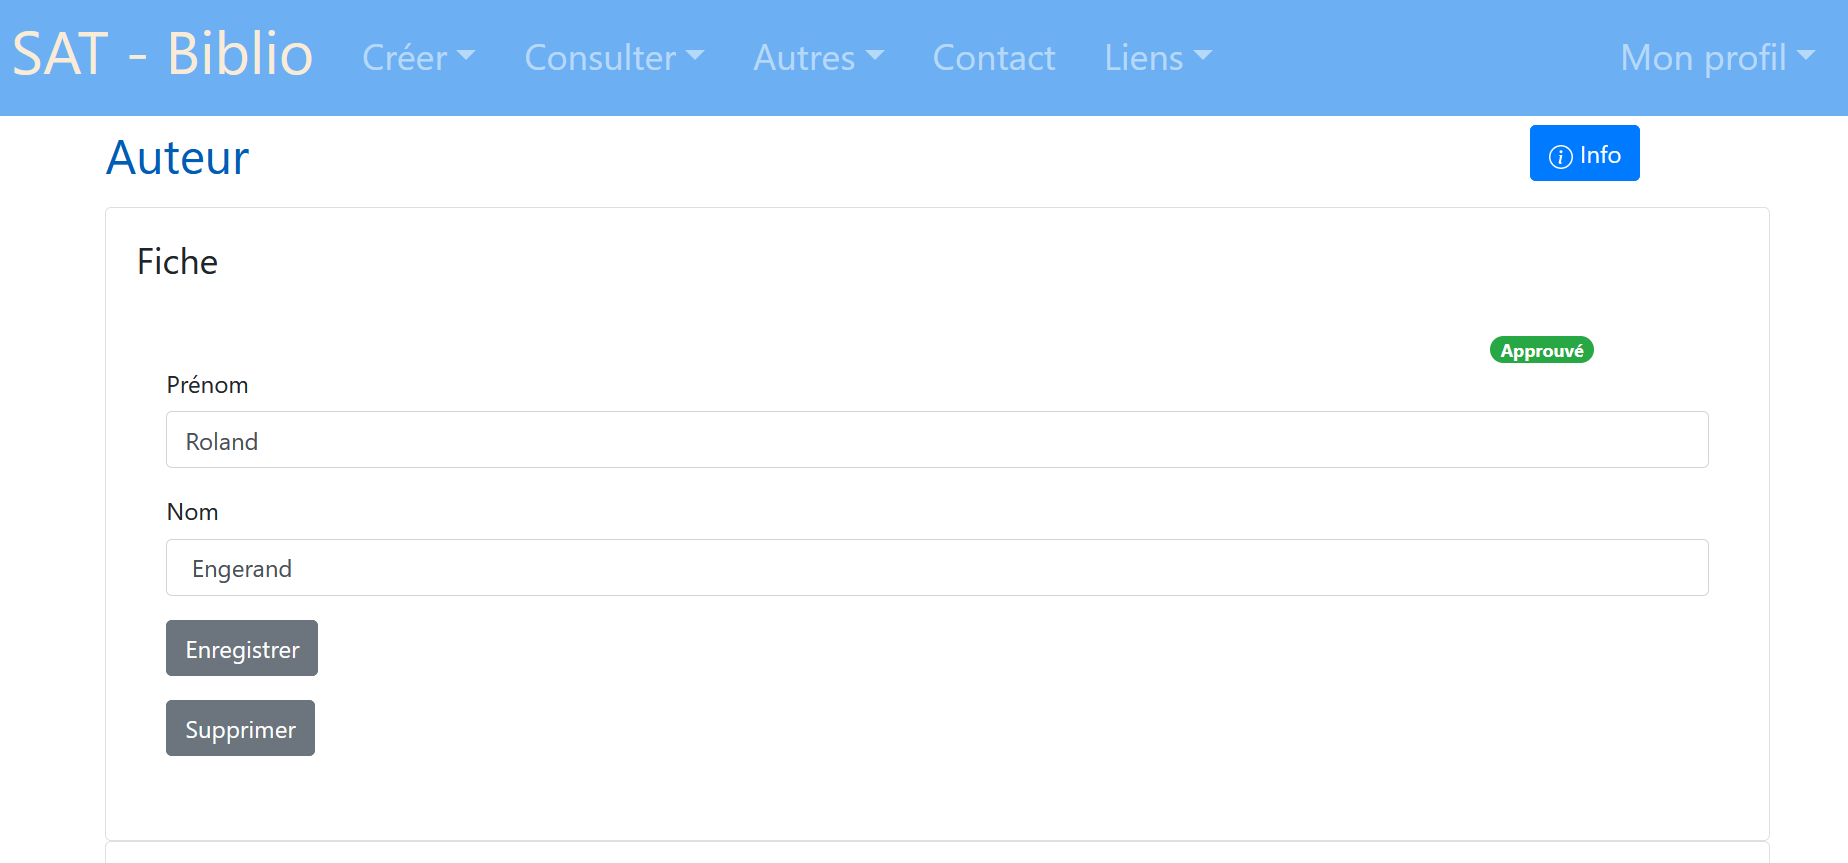 SAT - Biblio Créer Consulter Autres Contact Liens Mon profil
Auteur
Info
Fiche
Approuvé
Prénom
Roland
Nom
Engerand
Enregistrer
Supprimer